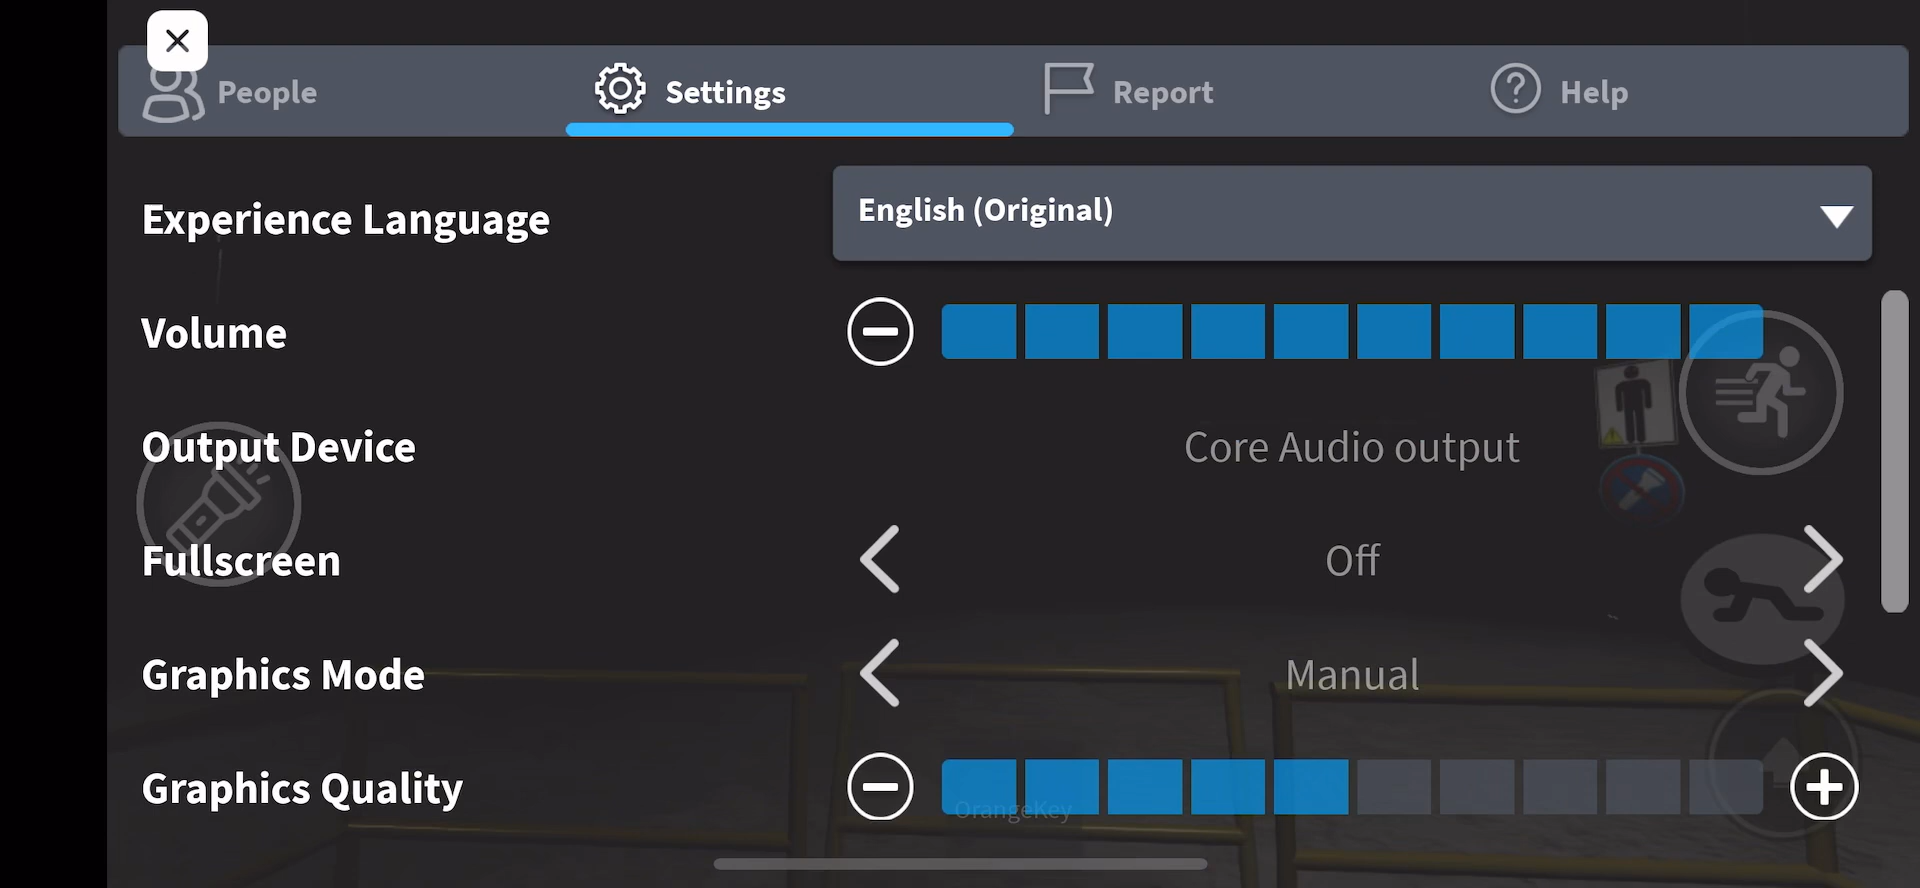 People
Settings
Report
Help
Experience Language
English (Original)
Volume
Output Device
Core Audio output
Fullscreen
Off
Graphics Mode
Manual
Graphics Quality
OrangeKey